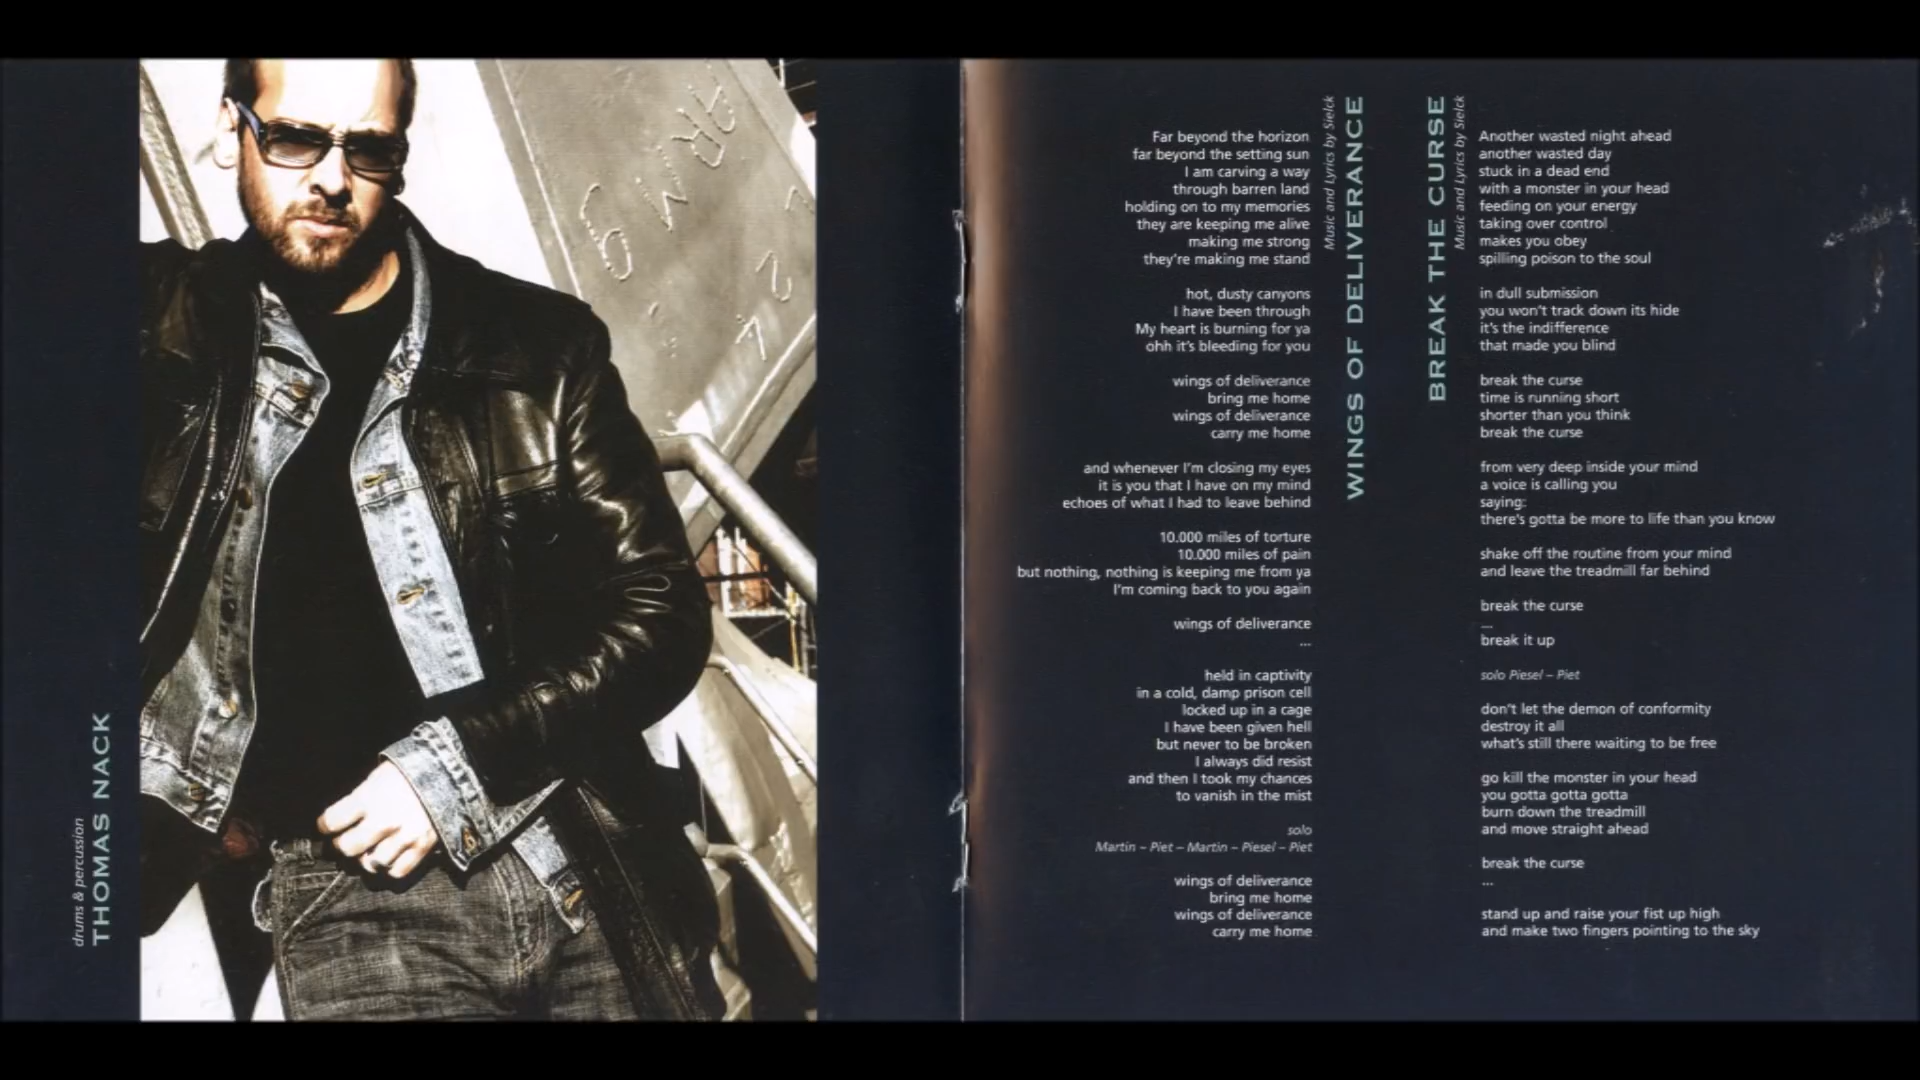 drums & percussion
THOMAS NACK
WINGS OF DELIVERANCE
Music and Lyrics by Sielck
Far beyond the horizon
far beyond the setting sun
I am carving a way
through barren land
holding on to my memories
they are keeping me alive
making me strong
they're making me stand
hot, dusty canyons
I have been through
My heart is burning for ya
ohh it's bleeding for you
wings of deliverance
bring me home
wings of deliverance
carry me home
and whenever I'm closing my eyes
it is you that I have on my mind
echoes of what I had to leave behind
10.000 miles of torture
10.000 miles of pain
but nothing, nothing is keeping me from ya
I'm coming back to you again
wings of deliverance
...
held in captivity
in a cold, damp prison cell
locked up in a cage
I have been given hell
but never to be broken
I always did resist
and then I took my chances
to vanish in the mist
solo
Martin – Piet – Martin – Piesel – Piet
wings of deliverance
bring me home
wings of deliverance
carry me home
BREAK THE CURSE
Music and Lyrics by Sielck
Another wasted night ahead
another wasted day
stuck in a dead end
with a monster in your head
feeding on your energy
taking over control
makes you obey
spilling poison to the soul
in dull submission
you won't track down its hide
it's the indifference
that made you blind
break the curse
time is running short
shorter than you think
break the curse
from very deep inside your mind
a voice is calling you
saying:
there's gotta be more to life than you know
shake off the routine from your mind
and leave the treadmill far behind
break the curse
...
break it up
solo Piesel – Piet
don't let the demon of conformity
destroy it all
what's still there waiting to be free
go kill the monster in your head
you gotta gotta gotta
burn down the treadmill
and move straight ahead
break the curse
...
stand up and raise your fist up high
and make two fingers pointing to the sky